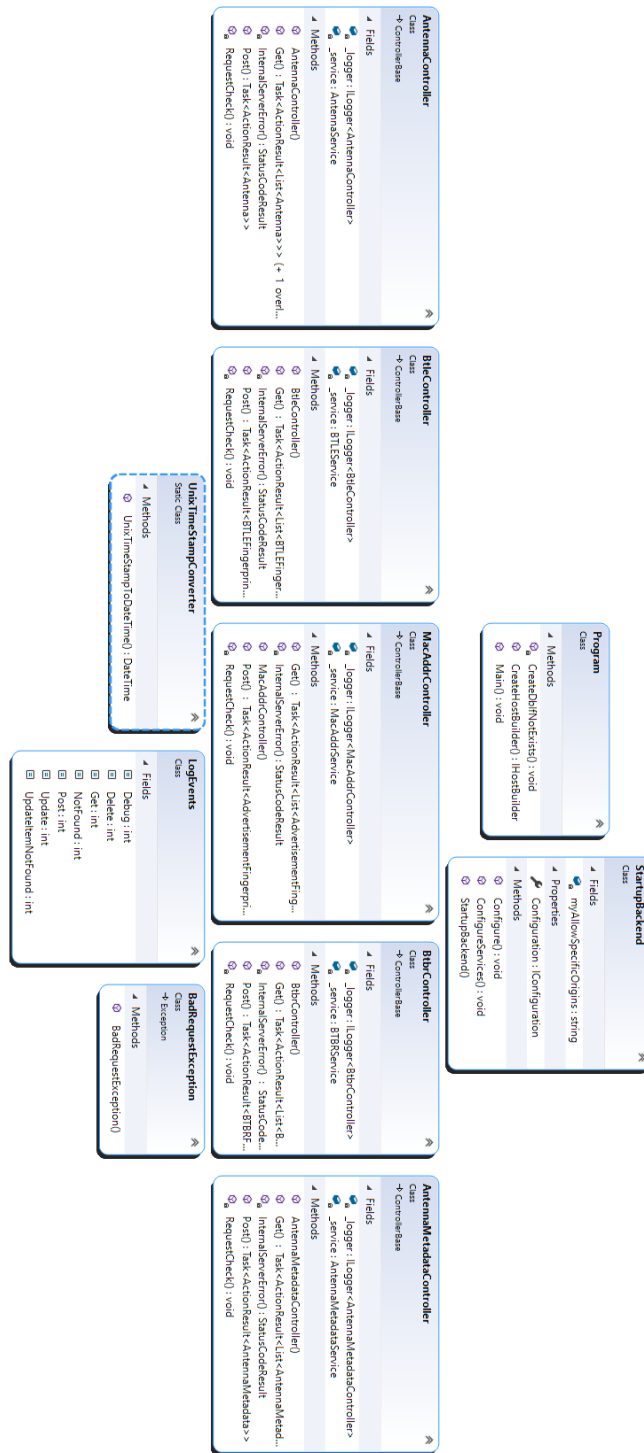 Program
Class
Methods
CreateDbIfNotExists() : void
CreateHostBuilder() : IHostBuilder
Main() : void
StartupBackend
Class
Fields
myAllowSpecificOrigins : string
Properties
Configuration : IConfiguration
Methods
Configure() : void
ConfigureServices() : void
StartupBackend()
AntennaController
Class
ControllerBase
Fields
_logger : ILogger<AntennaController>
_service : AntennaService
Methods
AntennaController()
Get() : Task<ActionResult<List<Antenna>>> (+ 1 overl...
InternalServerError() : StatusCodeResult
Post() : Task<ActionResult<Antenna>>
RequestCheck() : void
BtleController
Class
ControllerBase
Fields
_logger : ILogger<BtleController>
_service : BTLEService
Methods
BtleController()
Get() : Task<ActionResult<List<BTLEFinger...
InternalServerError() : StatusCodeResult
Post() : Task<ActionResult<BTLEFingerprin...
RequestCheck() : void
MacAddrController
Class
ControllerBase
Fields
_logger : ILogger<MacAddrController>
_service : MacAddrService
Methods
Get() : Task<ActionResult<List<AdvertisementFing...
InternalServerError() : StatusCodeResult
MacAddrController()
Post() : Task<ActionResult<AdvertisementFingerpri...
RequestCheck() : void
BtbrController
Class
ControllerBase
Fields
_logger : ILogger<BtbrController>
_service : BTBRService
Methods
BtbrController()
Get() : Task<ActionResult<List<B...
InternalServerError() : StatusCode...
Post() : Task<ActionResult<BTBRF...
RequestCheck() : void
AntennaMetadataController
Class
ControllerBase
Fields
_logger : ILogger<AntennaMetadataController>
_service : AntennaMetadataService
Methods
AntennaMetadataController()
Get() : Task<ActionResult<List<AntennaMetad...
InternalServerError() : StatusCodeResult
Post() : Task<ActionResult<AntennaMetadata>>
RequestCheck() : void
UnixTimeStampConverter
Static Class
Methods
UnixTimeStampToDateTime() : DateTime
LogEvents
Class
Fields
Debug : int
Delete : int
Get : int
NotFound : int
Post : int
Update : int
UpdateItemNotFound : int
BadRequestException
Class
Exception
Methods
BadRequestException()